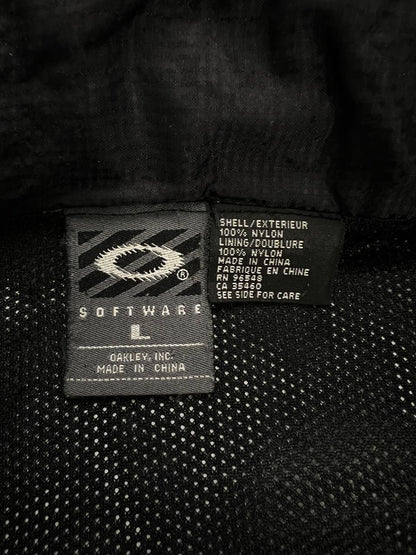 ®
SOFTWARE
L
OAKLEY, INC.
MADE IN CHINA
SHELL/EXTERIEUR
100% NYLON
LINING/DOUBLURE
100% NYLON
MADE IN CHINA
FABRIQUE EN CHINE
RN 96548
CA 35460
SEE SIDE FOR CARE